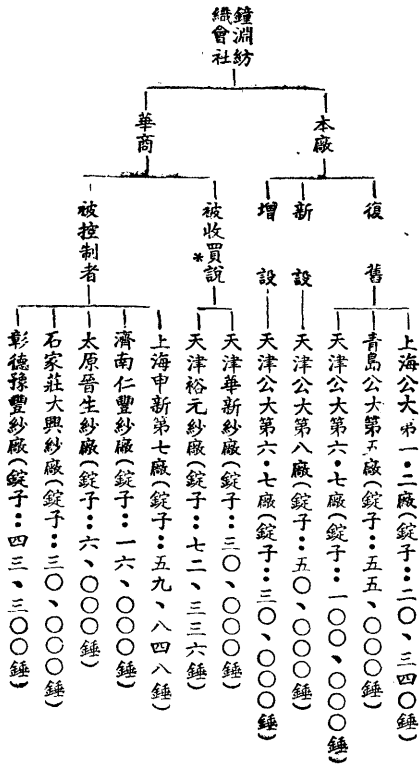 鐘淵紡
織會社
本廠
復舊
上海公大第一·二廠(錠子：二〇、三四〇錘)
青島公大第五廠(錠子：五五、〇〇〇錘)
天津公大第六·七廠(錠子：一〇〇、〇〇〇錘)
新設
天津公大第八廠(錠子：五〇、〇〇〇錘)
增設
天津公大第六·七廠(錠子：三〇、〇〇〇錘)
華商
被收買說*
天津華新紗廠(錠子：三〇、〇〇〇錘)
天津裕元紗廠(錠子：七二、三三六錘)
被控制者
上海申新第七廠(錠子：五九、八四八錘)
濟南仁豐紗廠(錠子：一六、〇〇〇錘)
太原晉生紗廠(錠子：六、〇〇〇錘)
石家莊大興紗廠(錠子：三〇、〇〇〇錘)
彰德豫豐紗廠(錠子：四三、三〇〇錘)